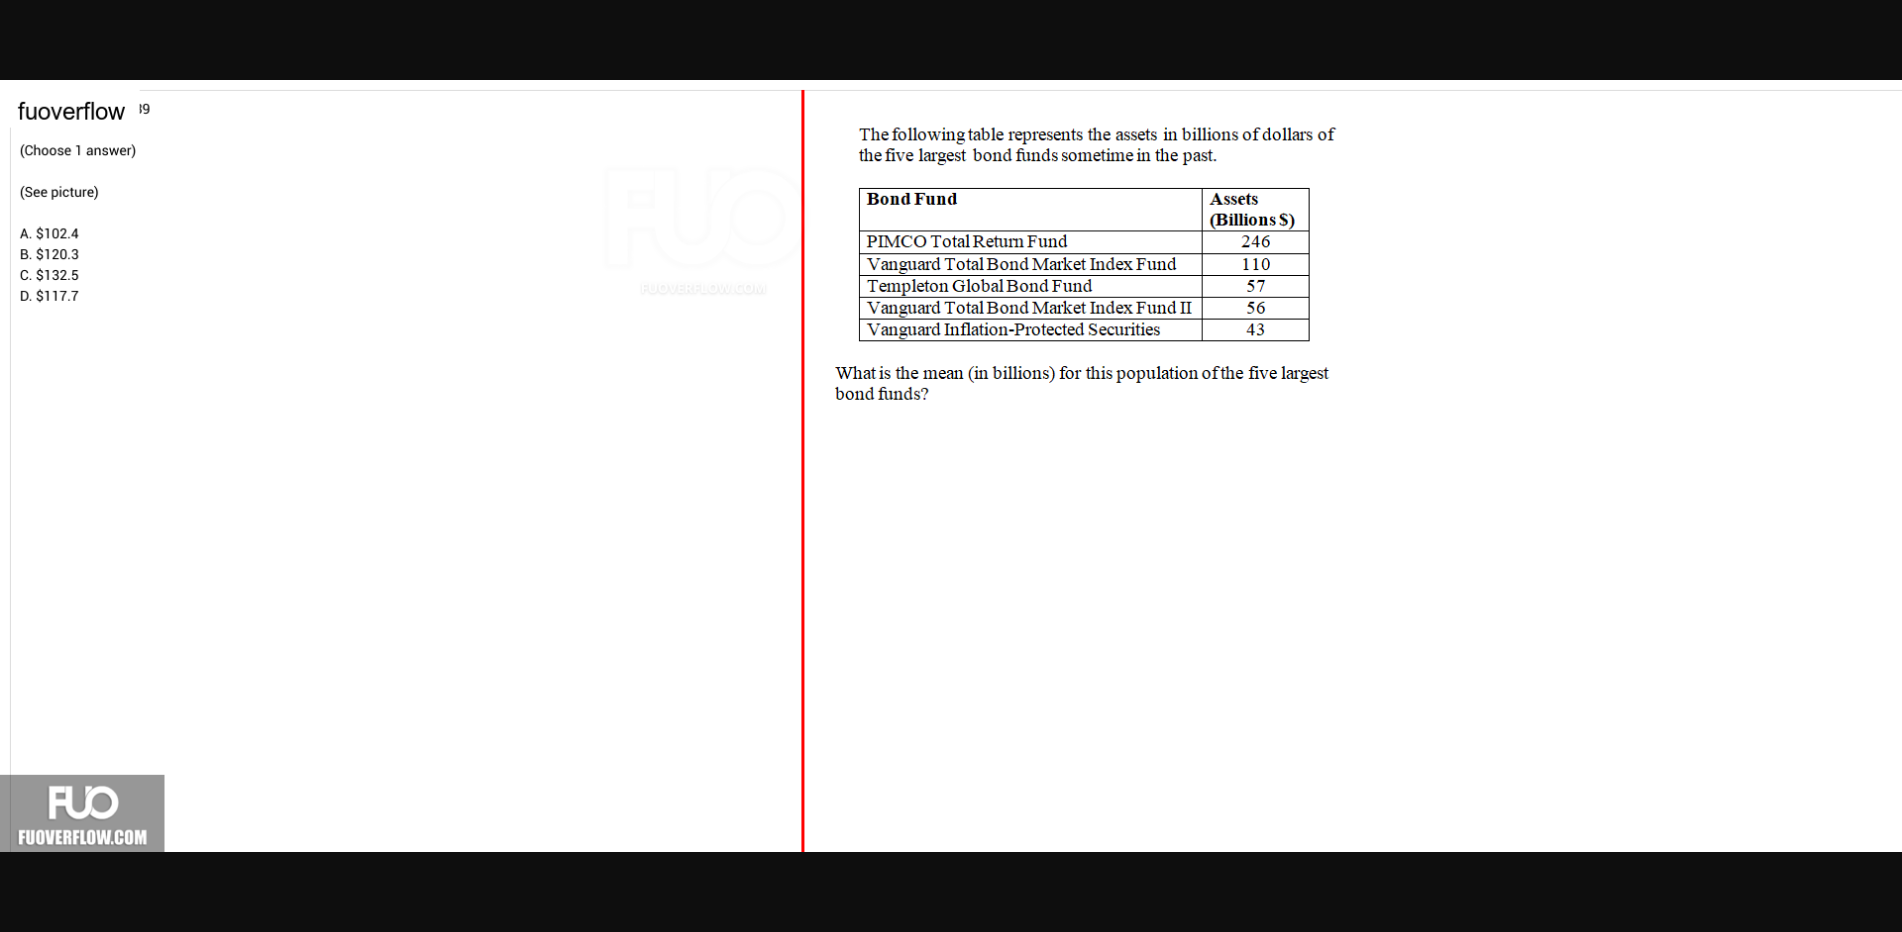 fuoverflow 39
(Choose 1 answer)
(See picture)
A. $102.4
B. $120.3
C. $132.5
D. $117.7
FUO
FUOVERFLOW.COM
The following table represents the assets in billions of dollars of
the five largest bond funds sometime in the past.
Bond Fund Assets
(Billions $)
PIMCO Total Return Fund 246
Vanguard Total Bond Market Index Fund 110
Templeton Global Bond Fund 57
Vanguard Total Bond Market Index Fund II 56
Vanguard Inflation-Protected Securities 43
What is the mean (in billions) for this population of the five largest
bond funds?
FUO
FUOVERFLOW.COM